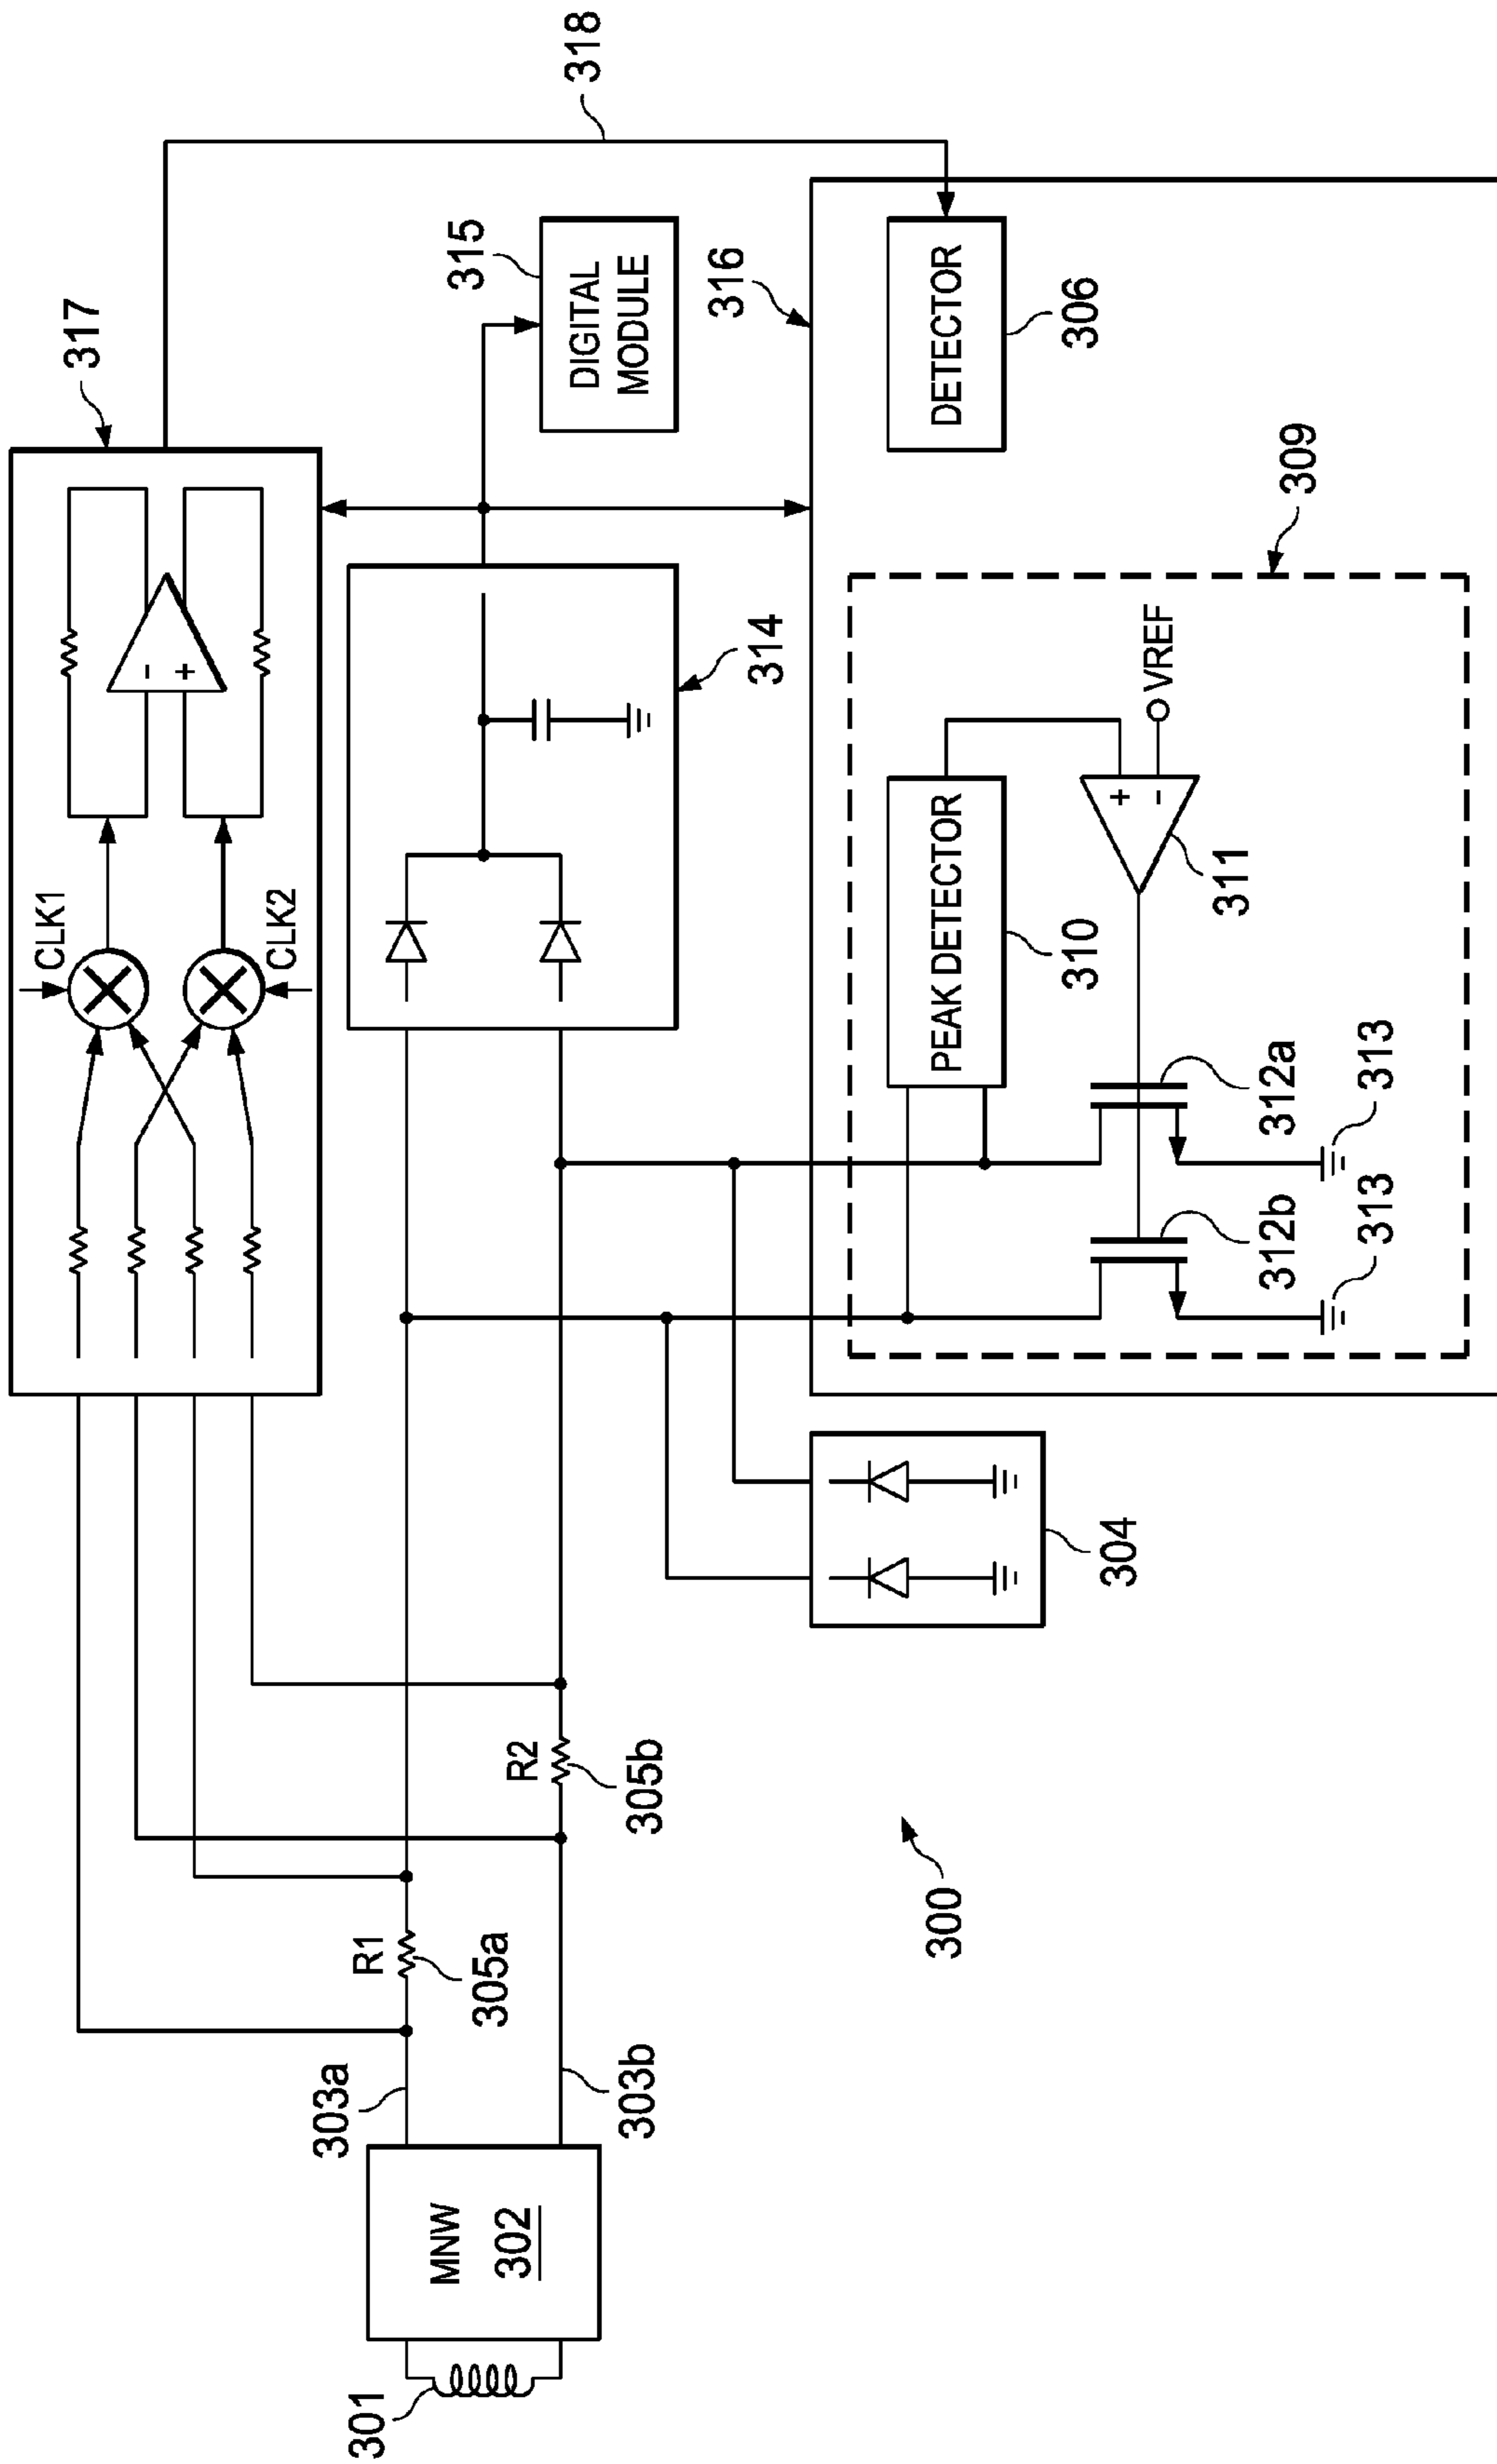 317
CLK1
CLK2
-
+
318
315
DIGITAL
MODULE
314
316
DETECTOR
306
309
PEAK DETECTOR
310
+
-
VREF
311
312a
312b
313
313
304
R1
305a
R2
305b
303a
303b
MNW
302
301
300